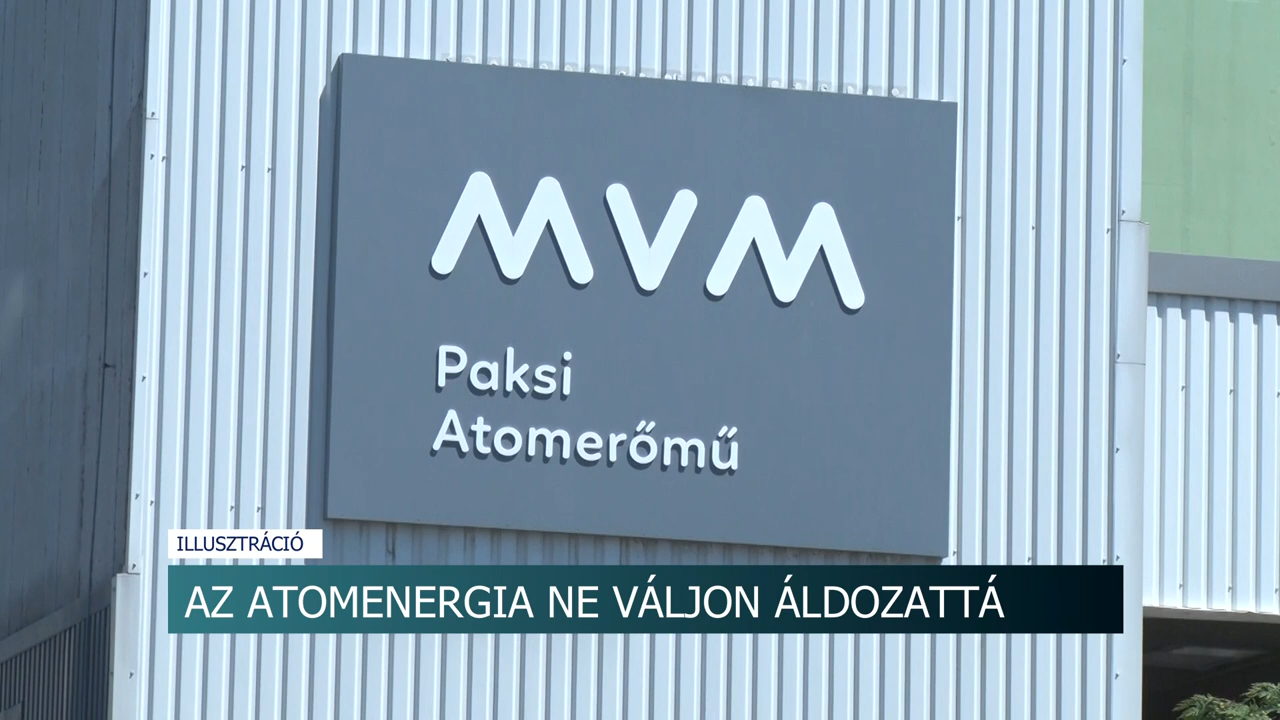 MVM
Paksi
Atomerőmű
ILLUSZTRÁCIÓ
AZ ATOMENERGIA NE VÁLJON ÁLDOZATTÁ